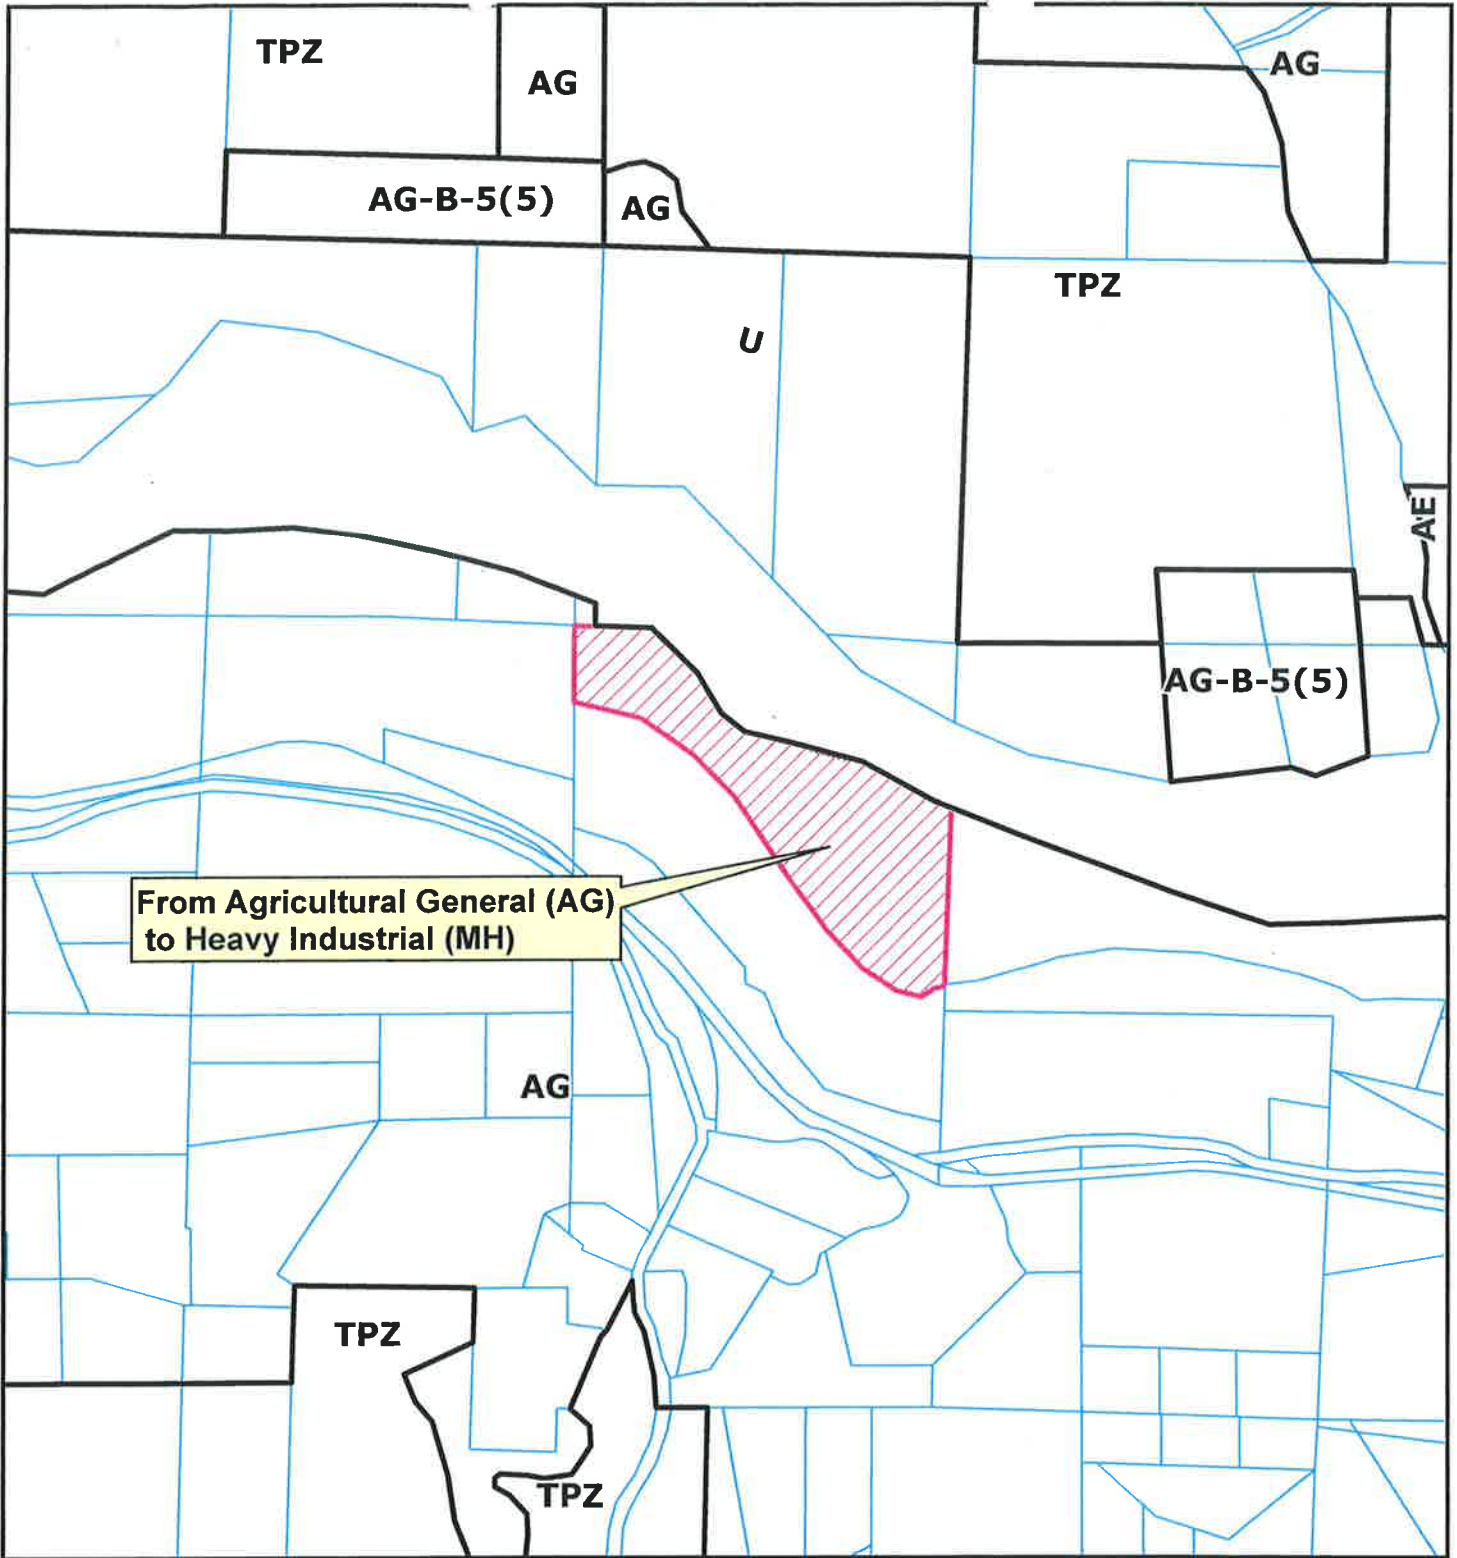 TPZ
AG
AG
AG-B-5(5)
AG
TPZ
U
AE
AG-B-5(5)
From Agricultural General (AG)
to Heavy Industrial (MH)
AG
TPZ
TPZ